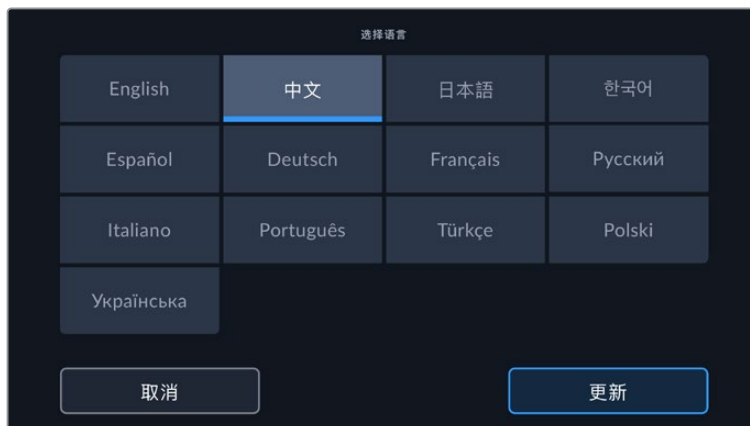 选择语言
English 中文 日本語 한국어
Español Deutsch Français Русский
Italiano Português Türkçe Polski
Українська
取消 更新